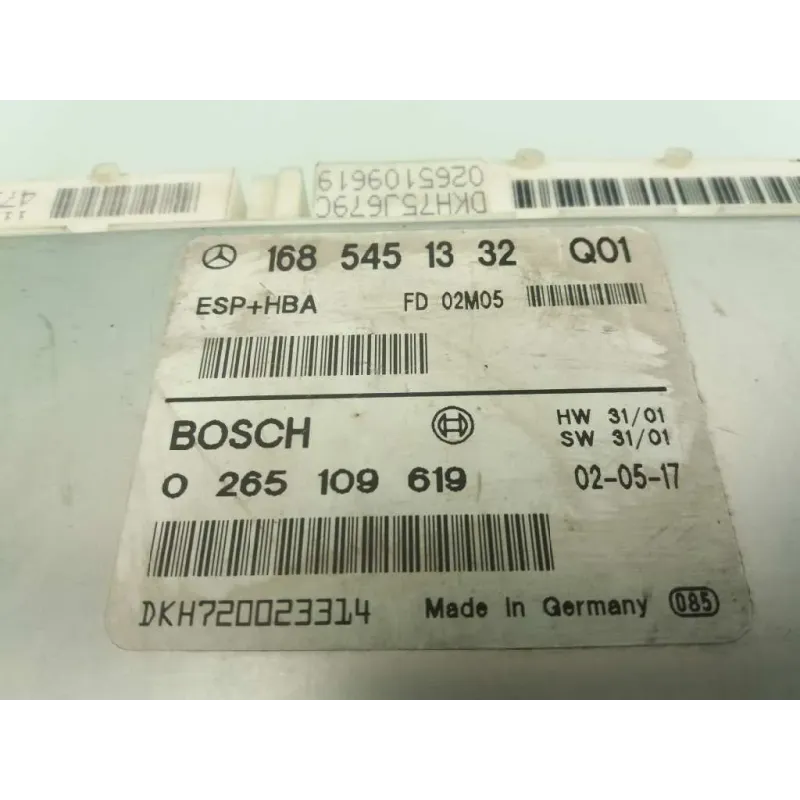 47
DKH75J679C
0265109619
168 545 13 32 Q01
ESP+HBA FD 02M05
BOSCH HW 31/01
SW 31/01
0 265 109 619 02-05-17
DKH720023314 Made in Germany 085